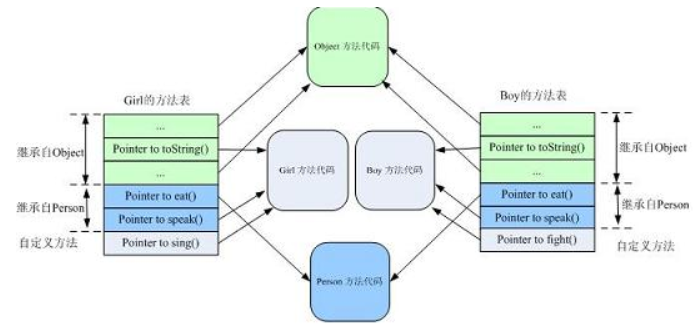 Object 方法代码
Girl的方法表
...
Pointer to toString()
...
Pointer to eat()
Pointer to speak()
Pointer to sing()
继承自Object
继承自Person
自定义方法
Girl 方法代码
Boy 方法代码
Person 方法代码
Boy的方法表
...
Pointer to toString()
...
Pointer to eat()
Pointer to speak()
Pointer to fight()
继承自Object
继承自Person
自定义方法